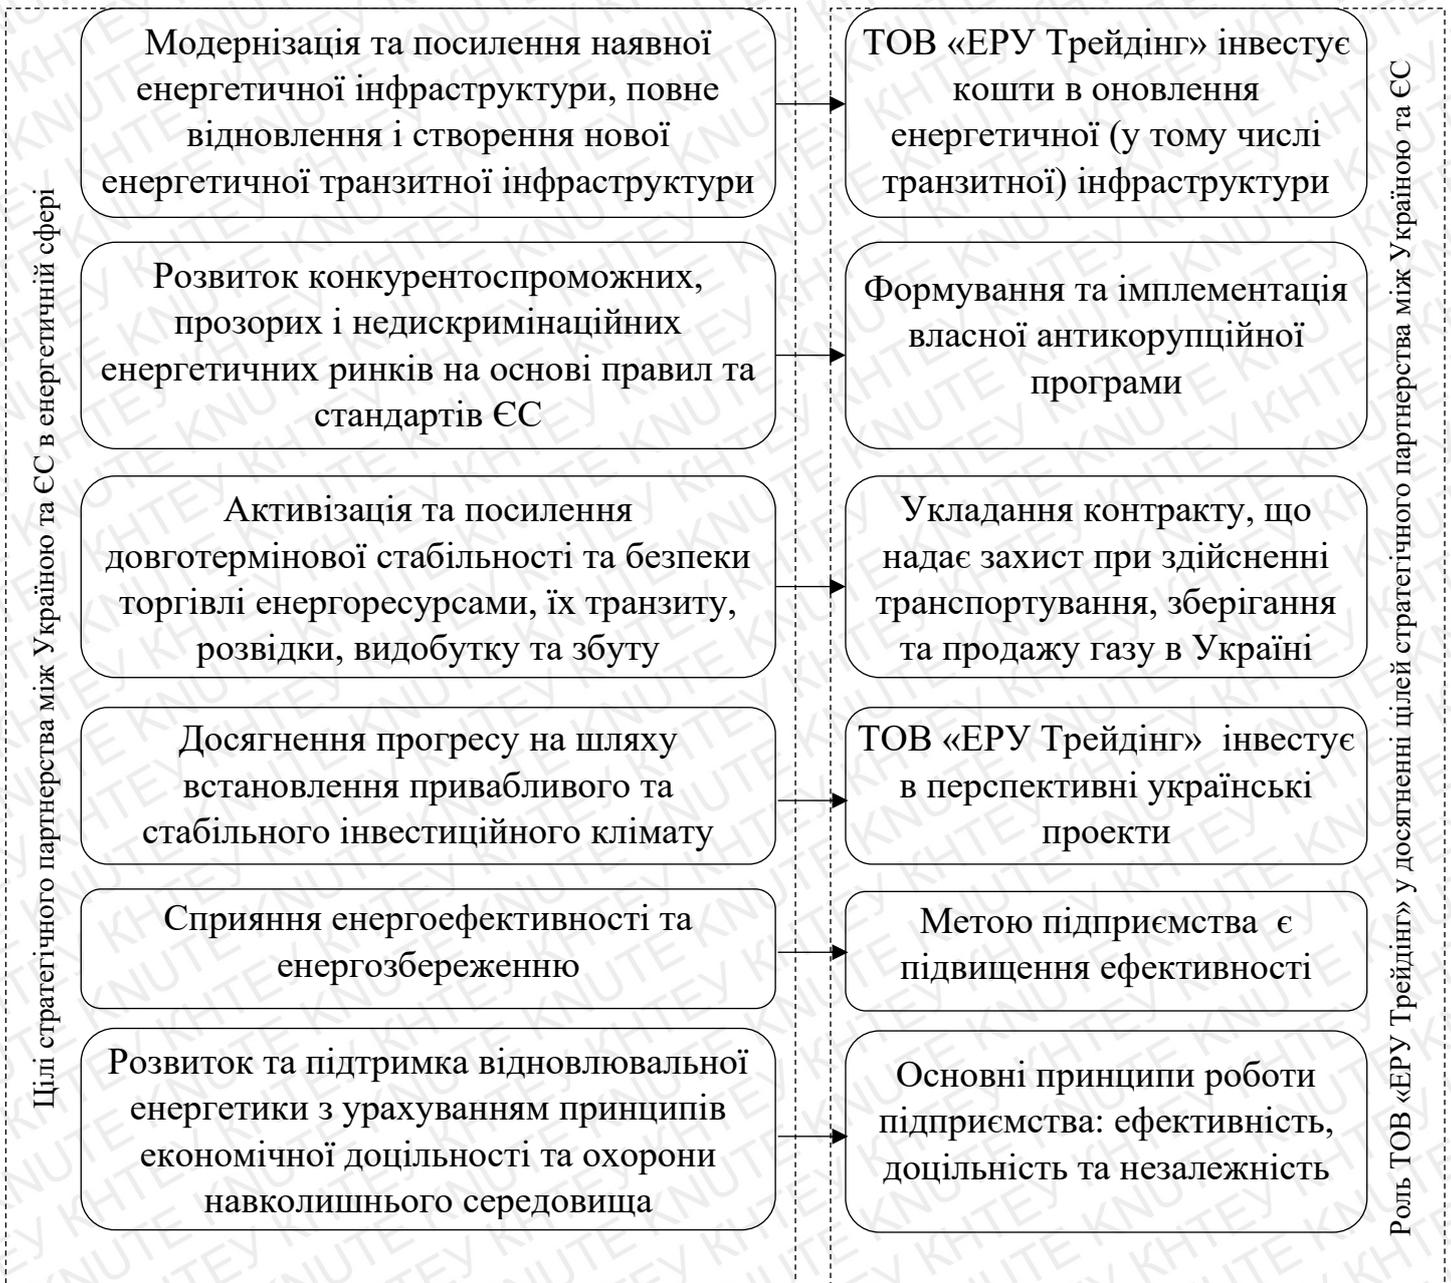 Цілі стратегічного партнерства між Україною та ЄС в енергетичній сфері
Модернізація та посилення наявної
енергетичної інфраструктури, повне
відновлення і створення нової
енергетичної транзитної інфраструктури
ТОВ «ЕРУ Трейдінг» інвестує
кошти в оновлення
енергетичної (у тому числі
транзитної) інфраструктури
Розвиток конкурентоспроможних,
прозорих і недискримінаційних
енергетичних ринків на основі правил та
стандартів ЄС
Формування та імплементація
власної антикорупційної
програми
Активізація та посилення
довготермінової стабільності та безпеки
торгівлі енергоресурсами, їх транзиту,
розвідки, видобутку та збуту
Укладання контракту, що
надає захист при здійсненні
транспортування, зберігання
та продажу газу в Україні
Досягнення прогресу на шляху
встановлення привабливого та
стабільного інвестиційного клімату
ТОВ «ЕРУ Трейдінг»  інвестує
в перспективні українські
проекти
Сприяння енергоефективності та
енергозбереженню
Метою підприємства  є
підвищення ефективності
Розвиток та підтримка відновлювальної
енергетики з урахуванням принципів
економічної доцільності та охорони
навколишнього середовища
Основні принципи роботи
підприємства: ефективність,
доцільність та незалежність
Роль ТОВ «ЕРУ Трейдінг» у досягненні цілей стратегічного партнерства між Україною та ЄС